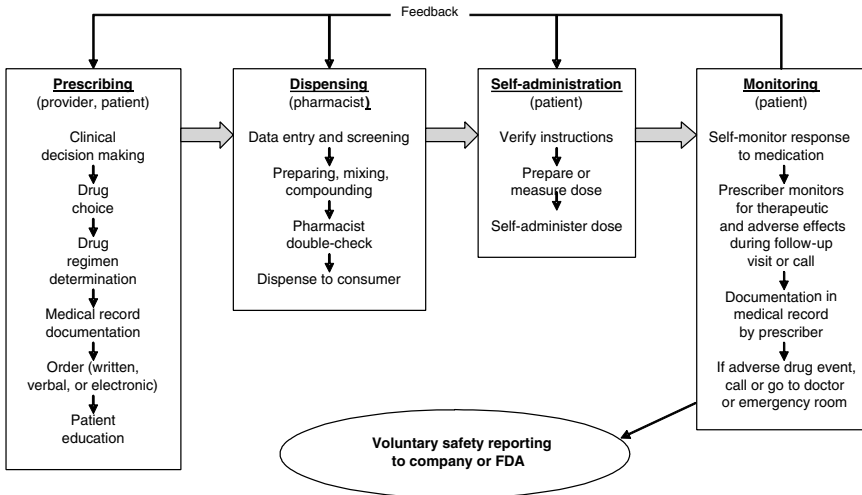 Feedback
Prescribing
(provider, patient)
Clinical
decision making
Drug
choice
Drug
regimen
determination
Medical record
documentation
Order (written,
verbal, or electronic)
Patient
education
Dispensing
(pharmacist)
Data entry and screening
Preparing, mixing,
compounding
Pharmacist
double-check
Dispense to consumer
Self-administration
(patient)
Verify instructions
Prepare or
measure dose
Self-administer dose
Monitoring
(patient)
Self-monitor response
to medication
Prescriber monitors
for therapeutic
and adverse effects
during follow-up
visit or call
Documentation in
medical record
by prescriber
If adverse drug event,
call or go to doctor
or emergency room
Voluntary safety reporting
to company or FDA